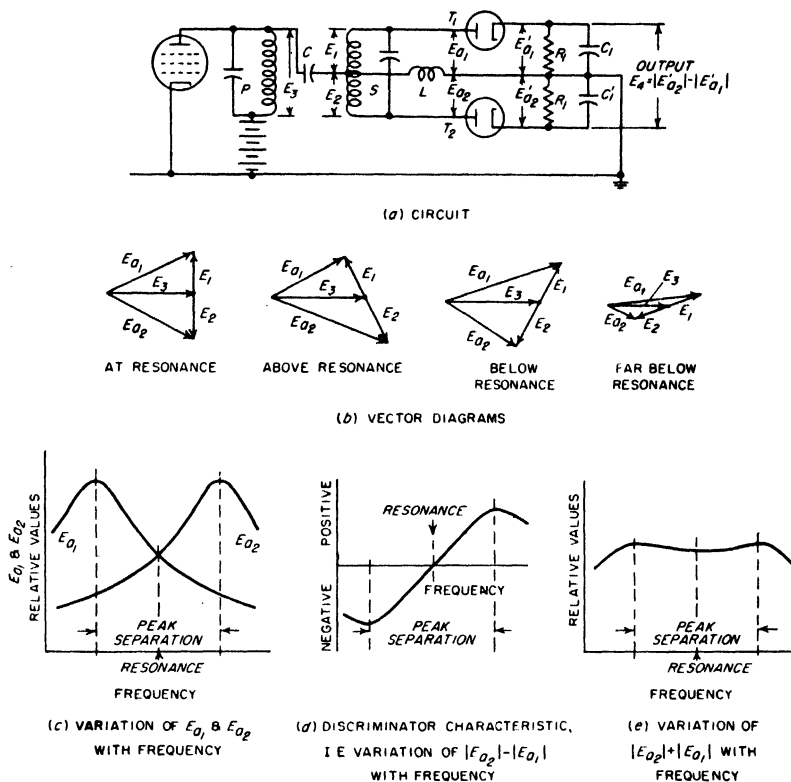 T₁
C
E₁
Eₐ₁
E'ₐ₁
R₁
C₁
P
E₃
E₂
S
L
Eₐ₂
E'ₐ₂
R₁
C₁'
OUTPUT
E₄=|E'ₐ₂|-|E'ₐ₁|
T₂
(a) CIRCUIT
Eₐ₁ E₁ E₃ E₂ Eₐ₂
Eₐ₁ E₁ E₃ E₂ Eₐ₂
Eₐ₁ E₁ E₃ E₂ Eₐ₂
Eₐ₁ E₃ Eₐ₂ E₂ E₁
AT RESONANCE
ABOVE RESONANCE
BELOW
RESONANCE
FAR BELOW
RESONANCE
(b) VECTOR DIAGRAMS
Eₐ₁ & Eₐ₂
RELATIVE VALUES
Eₐ₁
Eₐ₂
PEAK
SEPARATION
RESONANCE
FREQUENCY
(c) VARIATION OF Eₐ₁ & Eₐ₂
WITH FREQUENCY
NEGATIVE POSITIVE
RESONANCE
FREQUENCY
PEAK
SEPARATION
(d) DISCRIMINATOR CHARACTERISTIC,
I E VARIATION OF |Eₐ₂|-|Eₐ₁|
WITH FREQUENCY
RELATIVE VALUES
PEAK
SEPARATION
RESONANCE
FREQUENCY
(e) VARIATION OF
|Eₐ₂|+|Eₐ₁| WITH
FREQUENCY